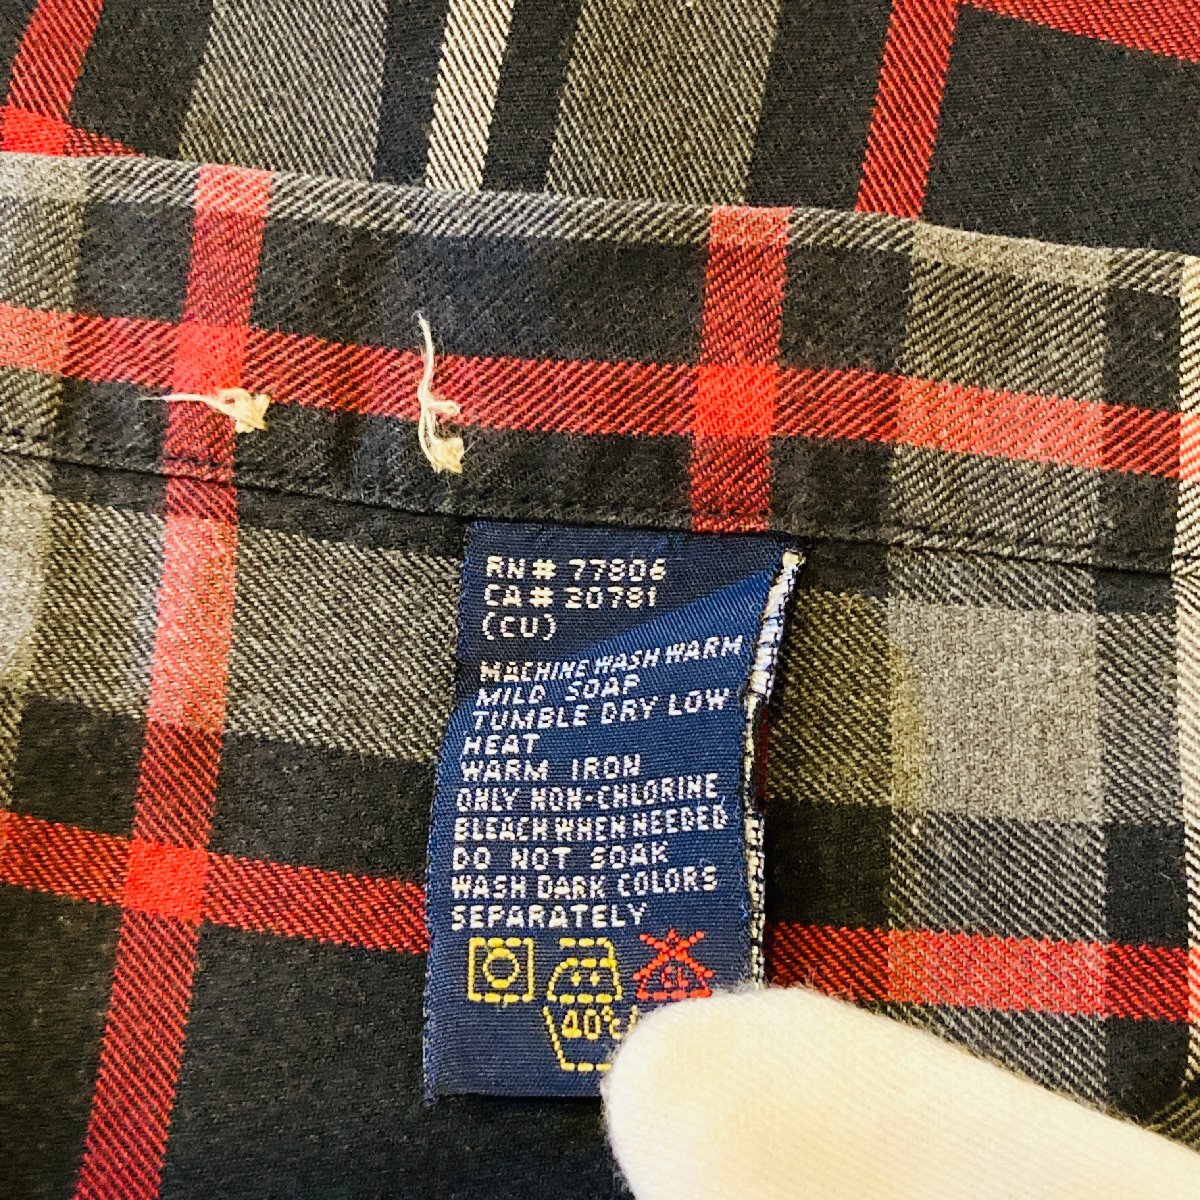 RN# 77806
CA# 20781
(CU)
MACHINE WASH WARM
MILD SOAP
TUMBLE DRY LOW
HEAT
WARM IRON
ONLY NON-CHLORINE
BLEACH WHEN NEEDED
DO NOT SOAK
WASH DARK COLORS
SEPARATELY
CL
40°C